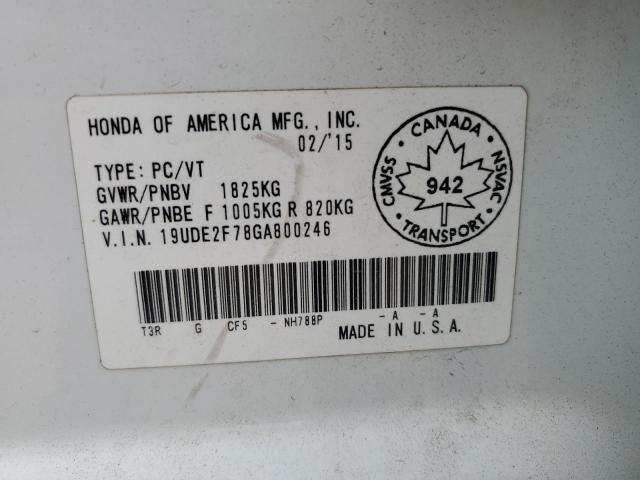 HONDA OF AMERICA MFG., INC.
02/'15
TYPE: PC/VT
GVWR/PNBV 1825KG
GAWR/PNBE F 1005KG R 820KG
V.I.N. 19UDE2F78GA800246
CANADA
CMVSS
NSVAC
942
TRANSPORT
T3R G CF5 - NH788P - A - A
MADE IN U.S.A.